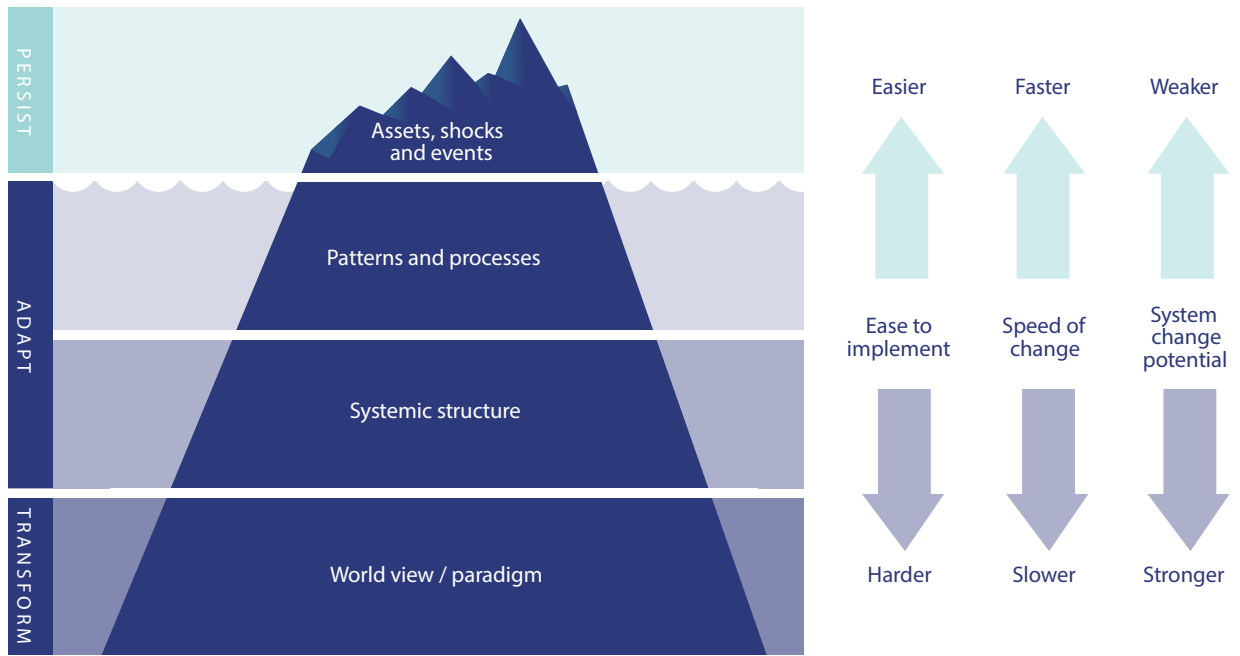 PERSIST
Assets, shocks
and events
ADAPT
Patterns and processes
Systemic structure
TRANSFORM
World view / paradigm
Easier
Faster
Weaker
Ease to
implement
Speed of
change
System
change
potential
Harder
Slower
Stronger